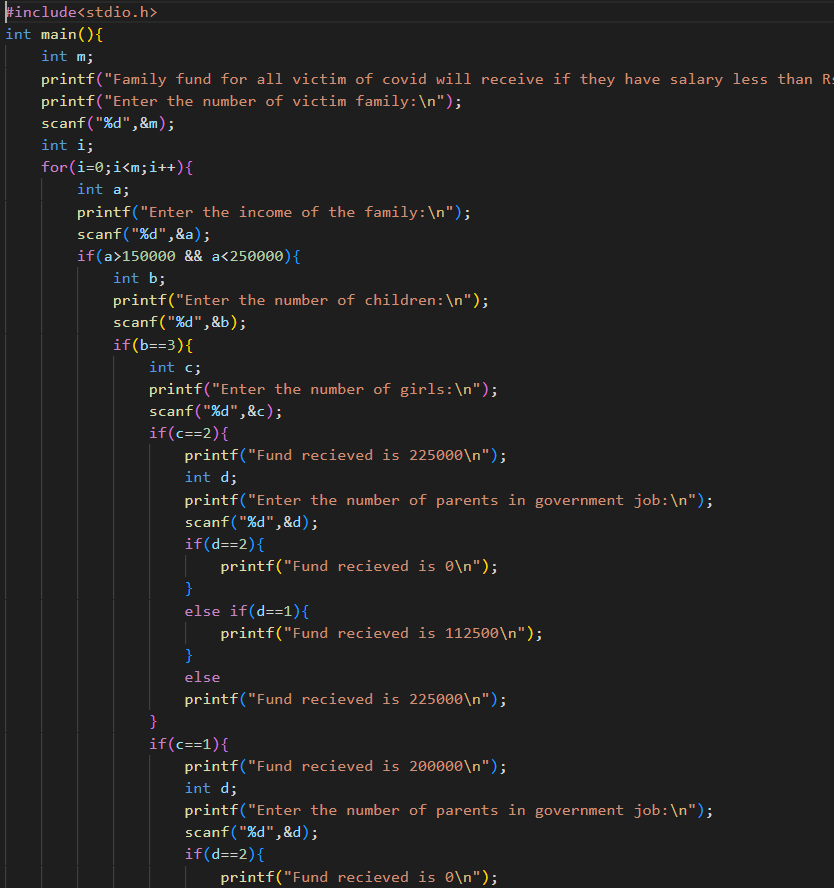 #include<stdio.h>
int main(){
    int m;
    printf("Family fund for all victim of covid will receive if they have salary less than Rs
    printf("Enter the number of victim family:\n");
    scanf("%d",&m);
    int i;
    for(i=0;i<m;i++){
        int a;
        printf("Enter the income of the family:\n");
        scanf("%d",&a);
        if(a>150000 && a<250000){
            int b;
            printf("Enter the number of children:\n");
            scanf("%d",&b);
            if(b==3){
                int c;
                printf("Enter the number of girls:\n");
                scanf("%d",&c);
                if(c==2){
                    printf("Fund recieved is 225000\n");
                    int d;
                    printf("Enter the number of parents in government job:\n");
                    scanf("%d",&d);
                    if(d==2){
                        printf("Fund recieved is 0\n");
                    }
                    else if(d==1){
                        printf("Fund recieved is 112500\n");
                    }
                    else
                    printf("Fund recieved is 225000\n");
                }
                if(c==1){
                    printf("Fund recieved is 200000\n");
                    int d;
                    printf("Enter the number of parents in government job:\n");
                    scanf("%d",&d);
                    if(d==2){
                        printf("Fund recieved is 0\n");